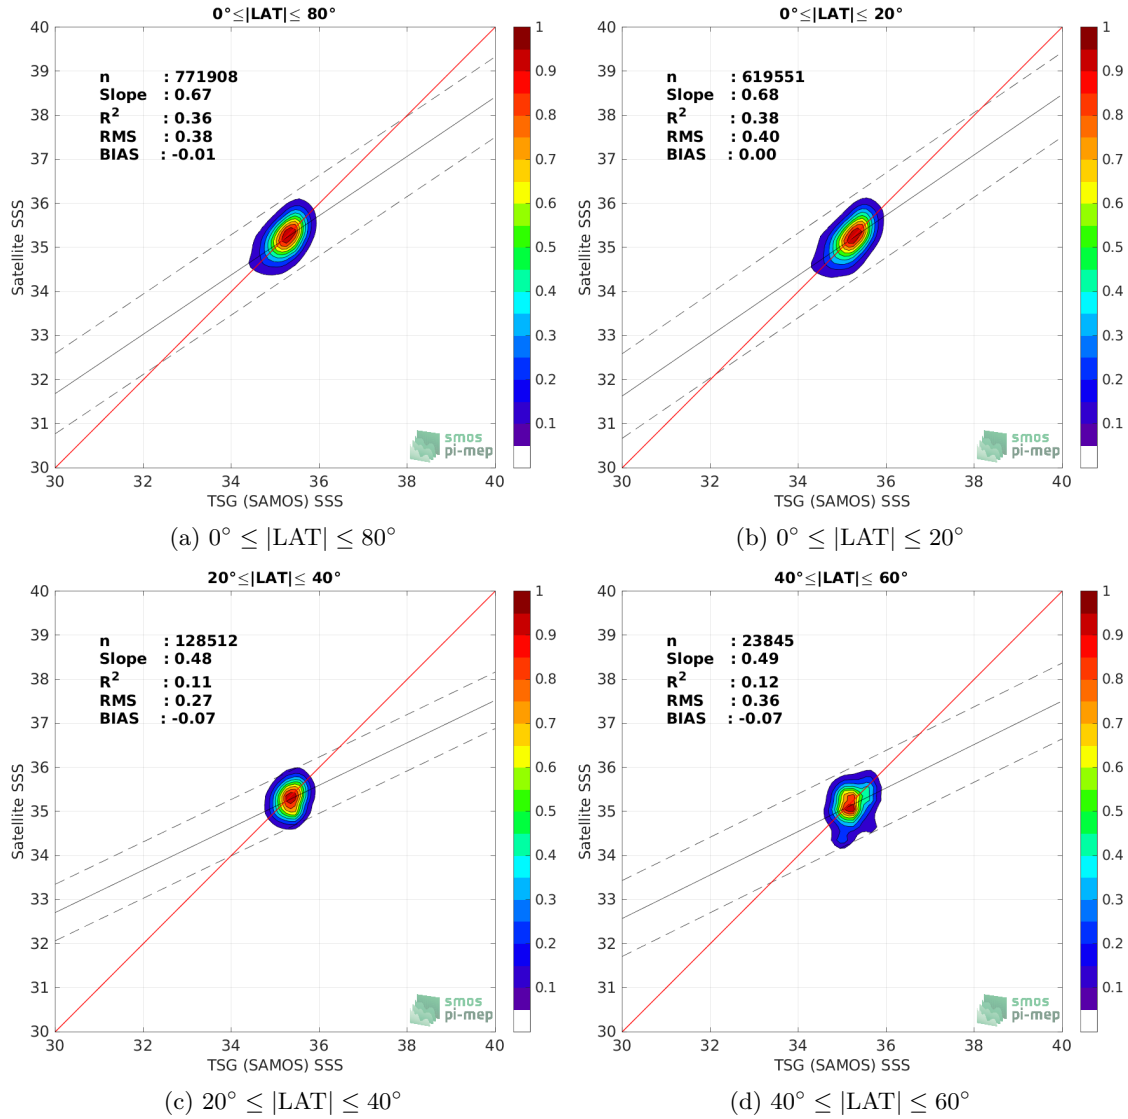 0°≤|LAT|≤ 80°
n : 771908
Slope : 0.67
R² : 0.36
RMS : 0.38
BIAS : -0.01
Satellite SSS
40
39
38
37
36
35
34
33
32
31
30
30 32 34 36 38 40
TSG (SAMOS) SSS
1
0.9
0.8
0.7
0.6
0.5
0.4
0.3
0.2
0.1
smos
pi-mep
(a) 0° ≤ |LAT| ≤ 80°
0°≤|LAT|≤ 20°
n : 619551
Slope : 0.68
R² : 0.38
RMS : 0.40
BIAS : 0.00
Satellite SSS
40
39
38
37
36
35
34
33
32
31
30
30 32 34 36 38 40
TSG (SAMOS) SSS
1
0.9
0.8
0.7
0.6
0.5
0.4
0.3
0.2
0.1
smos
pi-mep
(b) 0° ≤ |LAT| ≤ 20°
20°≤|LAT|≤ 40°
n : 128512
Slope : 0.48
R² : 0.11
RMS : 0.27
BIAS : -0.07
Satellite SSS
40
39
38
37
36
35
34
33
32
31
30
30 32 34 36 38 40
TSG (SAMOS) SSS
1
0.9
0.8
0.7
0.6
0.5
0.4
0.3
0.2
0.1
smos
pi-mep
(c) 20° ≤ |LAT| ≤ 40°
40°≤|LAT|≤ 60°
n : 23845
Slope : 0.49
R² : 0.12
RMS : 0.36
BIAS : -0.07
Satellite SSS
40
39
38
37
36
35
34
33
32
31
30
30 32 34 36 38 40
TSG (SAMOS) SSS
1
0.9
0.8
0.7
0.6
0.5
0.4
0.3
0.2
0.1
smos
pi-mep
(d) 40° ≤ |LAT| ≤ 60°